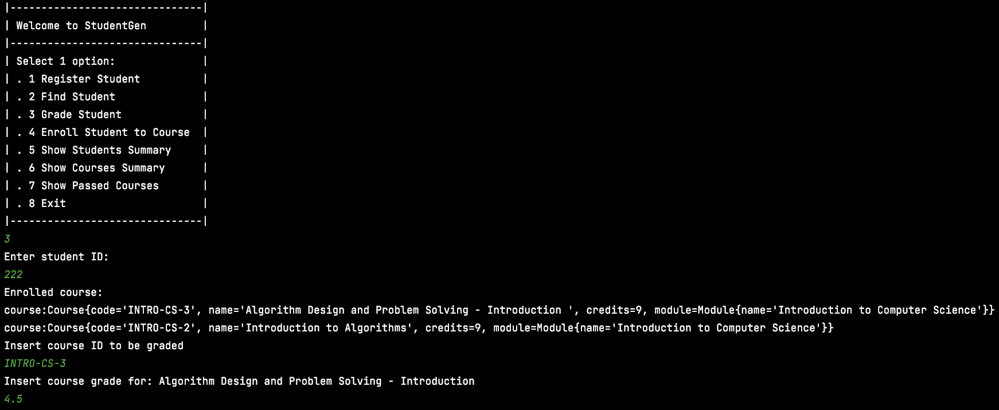 |-------------------------------|
| Welcome to StudentGen         |
|-------------------------------|
| Select 1 option:              |
| . 1 Register Student          |
| . 2 Find Student              |
| . 3 Grade Student             |
| . 4 Enroll Student to Course  |
| . 5 Show Students Summary     |
| . 6 Show Courses Summary      |
| . 7 Show Passed Courses       |
| . 8 Exit                      |
|-------------------------------|
3
Enter student ID:
222
Enrolled course:
course:Course{code='INTRO-CS-3', name='Algorithm Design and Problem Solving - Introduction ', credits=9, module=Module{name='Introduction to Computer Science'}}
course:Course{code='INTRO-CS-2', name='Introduction to Algorithms', credits=9, module=Module{name='Introduction to Computer Science'}}
Insert course ID to be graded
INTRO-CS-3
Insert course grade for: Algorithm Design and Problem Solving - Introduction
4.5